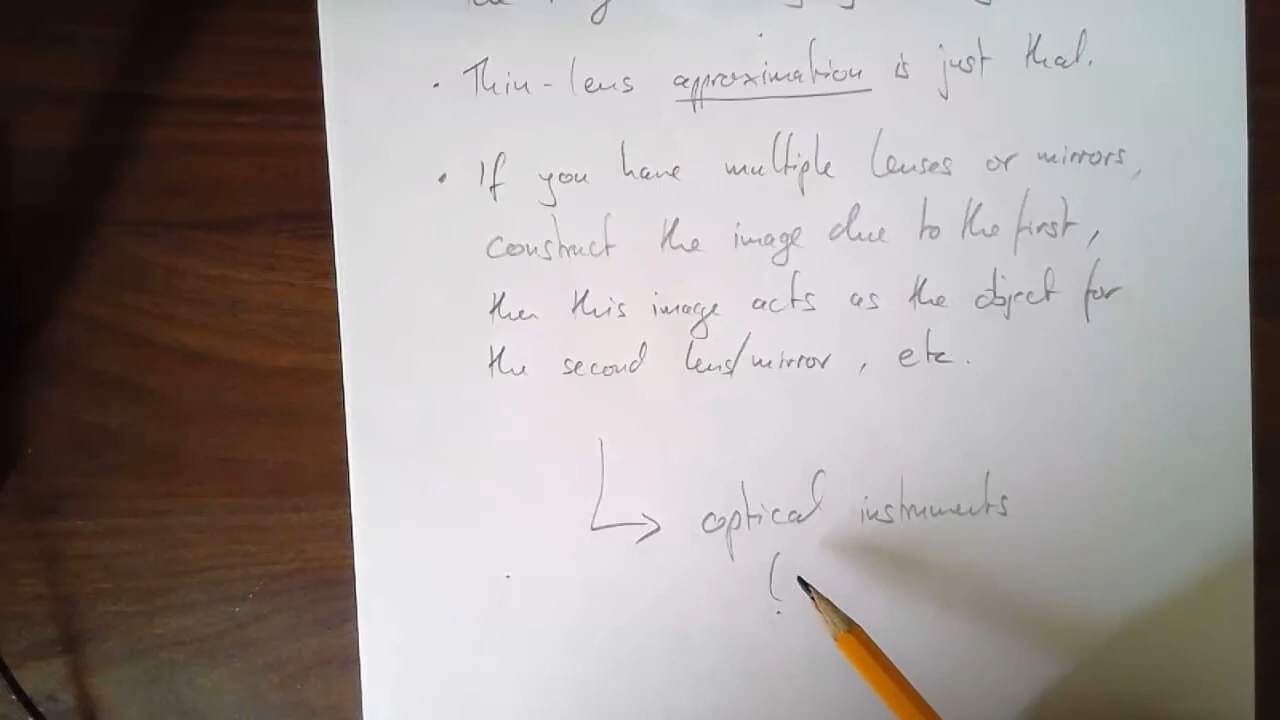 • Thin-lens approximation is just that.
• If you have multiple lenses or mirrors,
construct the image due to the first,
then this image acts as the object for
the second lens/mirror, etc.
optical instruments
(